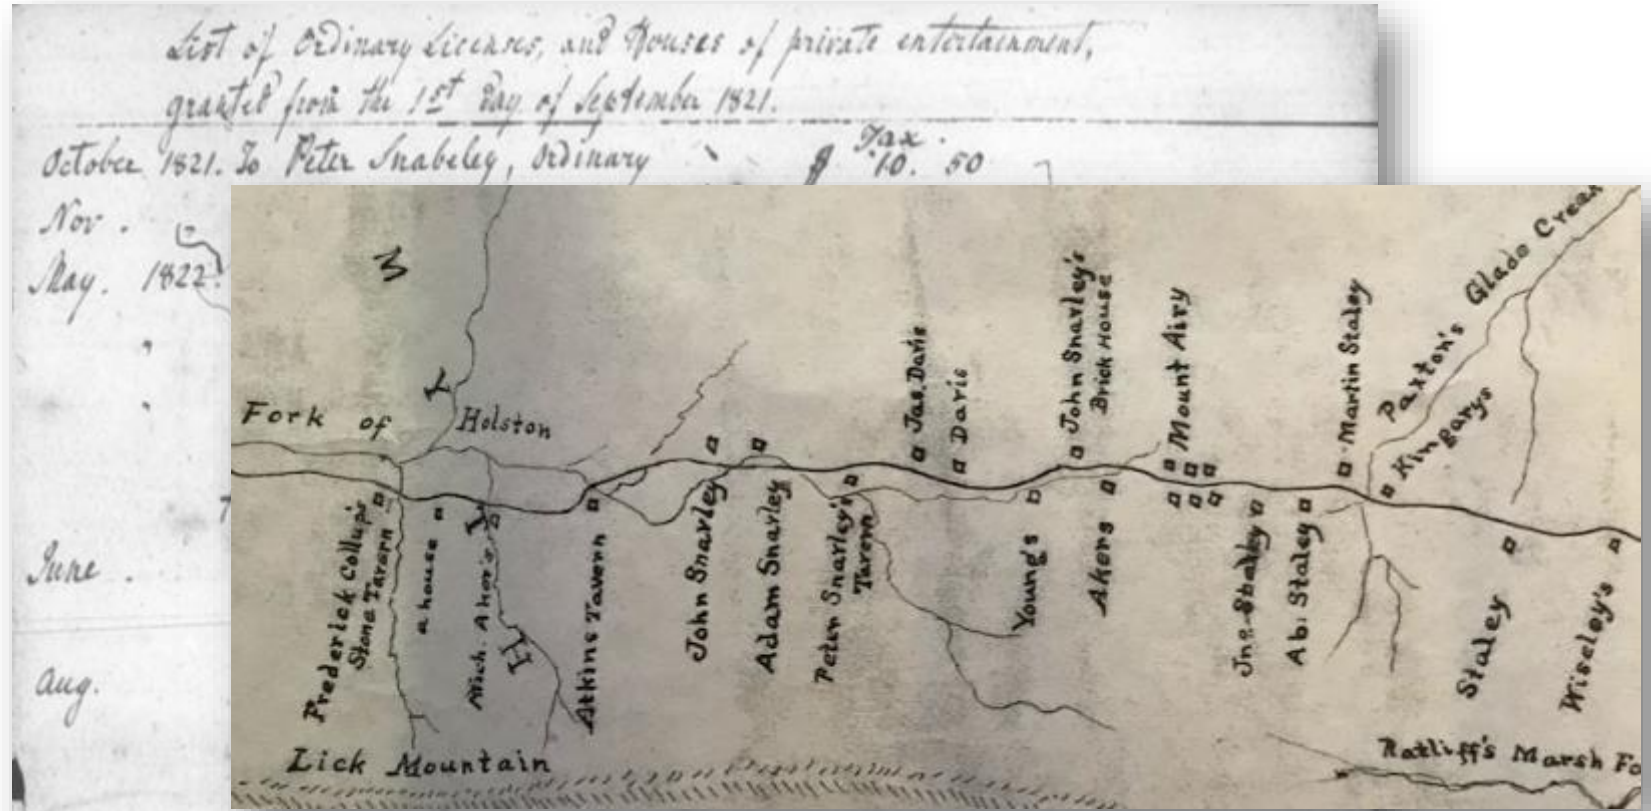 List of Ordinary Licenses, and Houses of private entertainment,
granted from the 1st day of September 1821.
Tax.
October 1821. To Peter Snabeley, Ordinary $ 10. 50
Nov.
May. 1822.
June.
Aug.
W
Y
T
H
Fork of Holston
Frederick Collup's
Stone Tavern
a house
Mich. Aker's
Atkins Tavern
John Snarley
Adam Snarley
Peter Snarley's
Tavern
Jas. Davis
Davis
Young's
John Snarley's
Brick House
Akers
Mount Airy
Jno. Staley
Ab: Staley
Martin Staley
Kingarys
Paxton's Glade Creak
Staley
Wiseley's
Lick Mountain
Ratliff's Marsh Fo